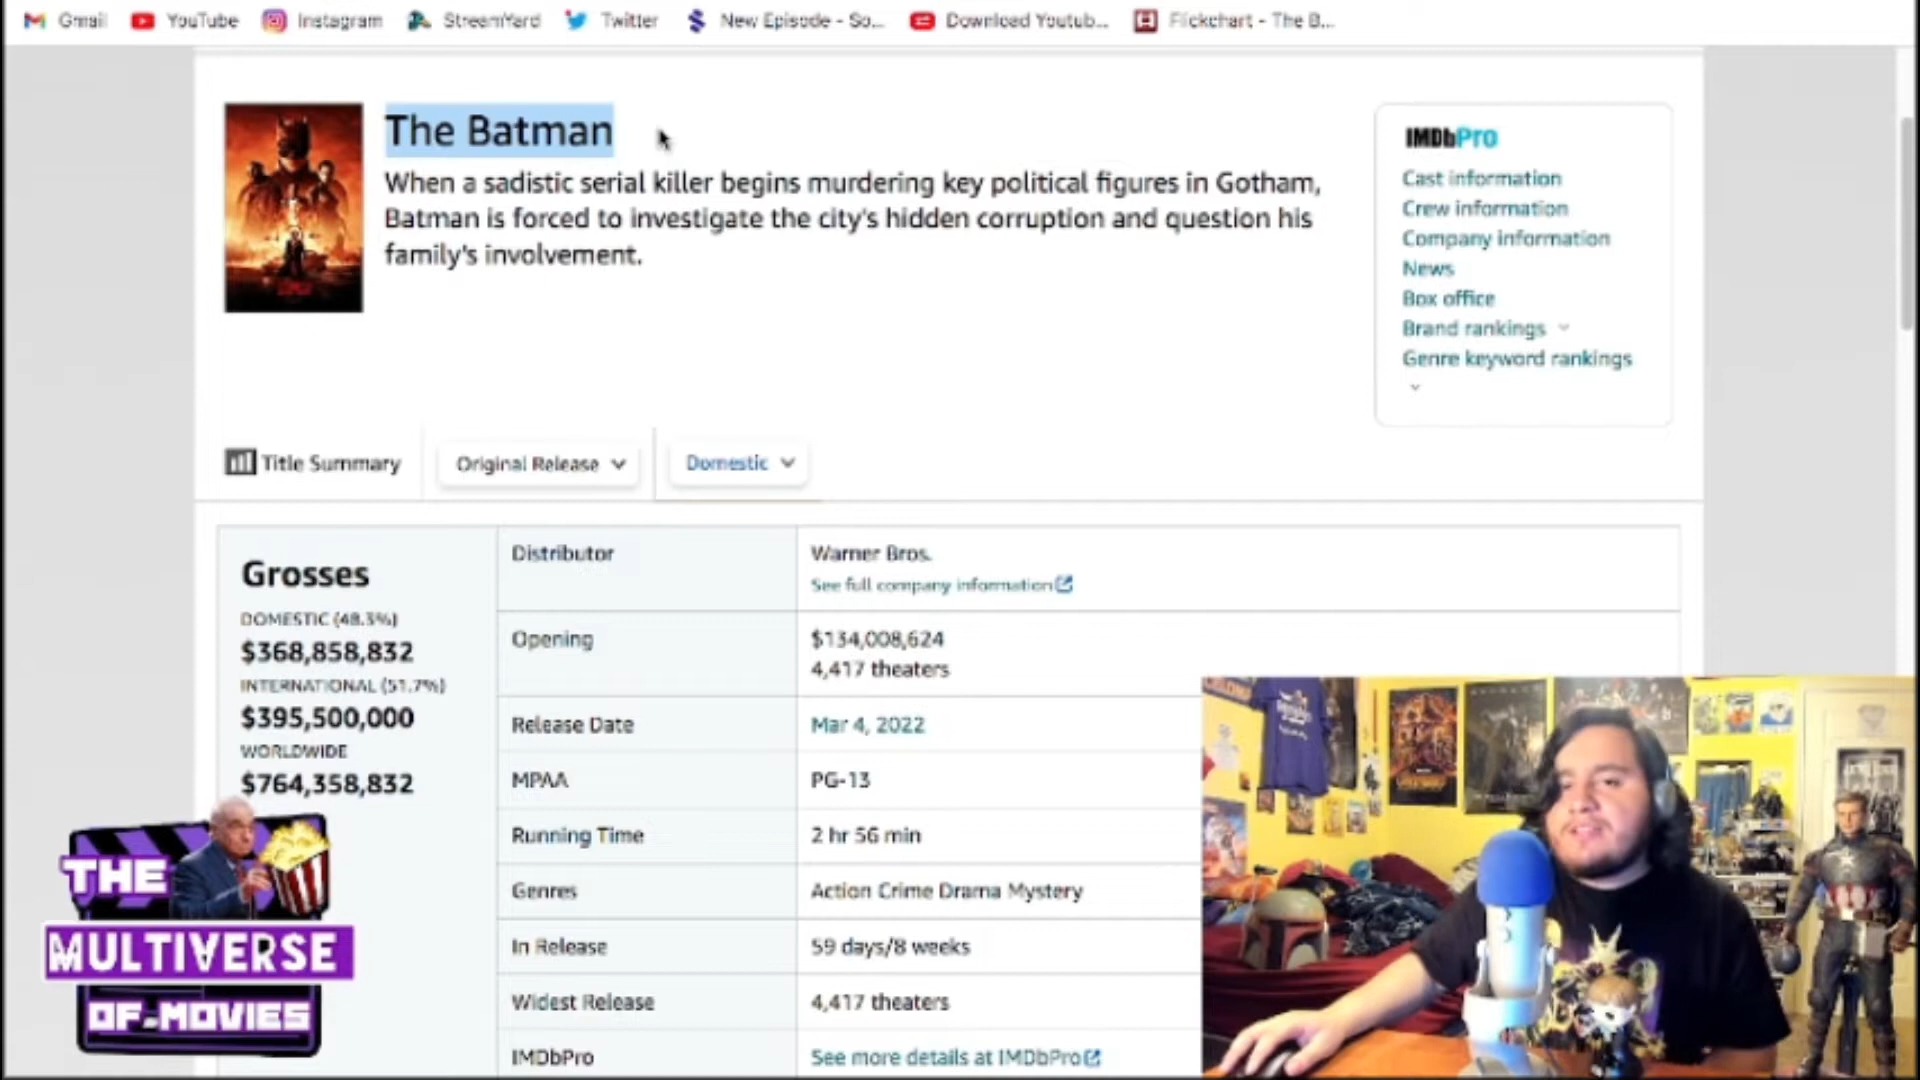 Gmail YouTube Instagram StreamYard Twitter New Episode - So... Download Youtub... Flickchart - The B...
The Batman
When a sadistic serial killer begins murdering key political figures in Gotham,
Batman is forced to investigate the city's hidden corruption and question his
family's involvement.
IMDbPro
Cast information
Crew information
Company information
News
Box office
Brand rankings
Genre keyword rankings
Title Summary
Original Release
Domestic
Grosses
DOMESTIC (48.3%)
$368,858,832
INTERNATIONAL (51.7%)
$395,500,000
WORLDWIDE
$764,358,832
Distributor
Warner Bros.
See full company information
Opening
$134,008,624
4,417 theaters
Release Date
Mar 4, 2022
MPAA
PG-13
Running Time
2 hr 56 min
Genres
Action Crime Drama Mystery
In Release
59 days/8 weeks
Widest Release
4,417 theaters
IMDbPro
See more details at IMDbPro
THE
MULTIVERSE
OF-MOVIES